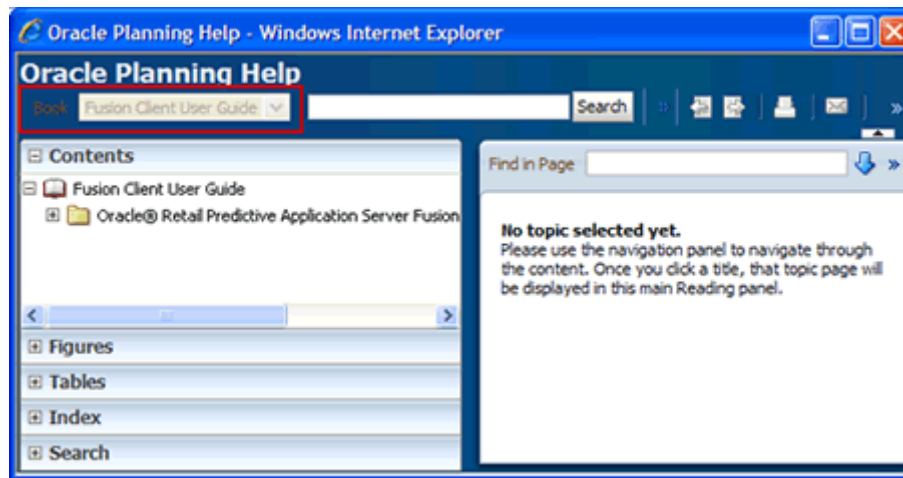 Oracle Planning Help - Windows Internet Explorer
Oracle Planning Help
Book Fusion Client User Guide
Search
Contents
Fusion Client User Guide
Oracle® Retail Predictive Application Server Fusion
Figures
Tables
Index
Search
Find in Page
No topic selected yet.
Please use the navigation panel to navigate through
the content. Once you click a title, that topic page will
be displayed in this main Reading panel.